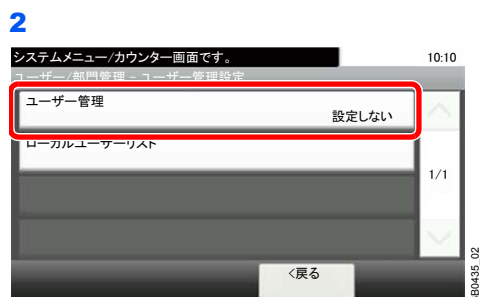 2
システムメニュー/カウンター画面です。
10:10
ユーザー/部門管理 - ユーザー管理設定
ユーザー管理
設定しない
ローカルユーザーリスト
1/1
<戻る
B0435_02